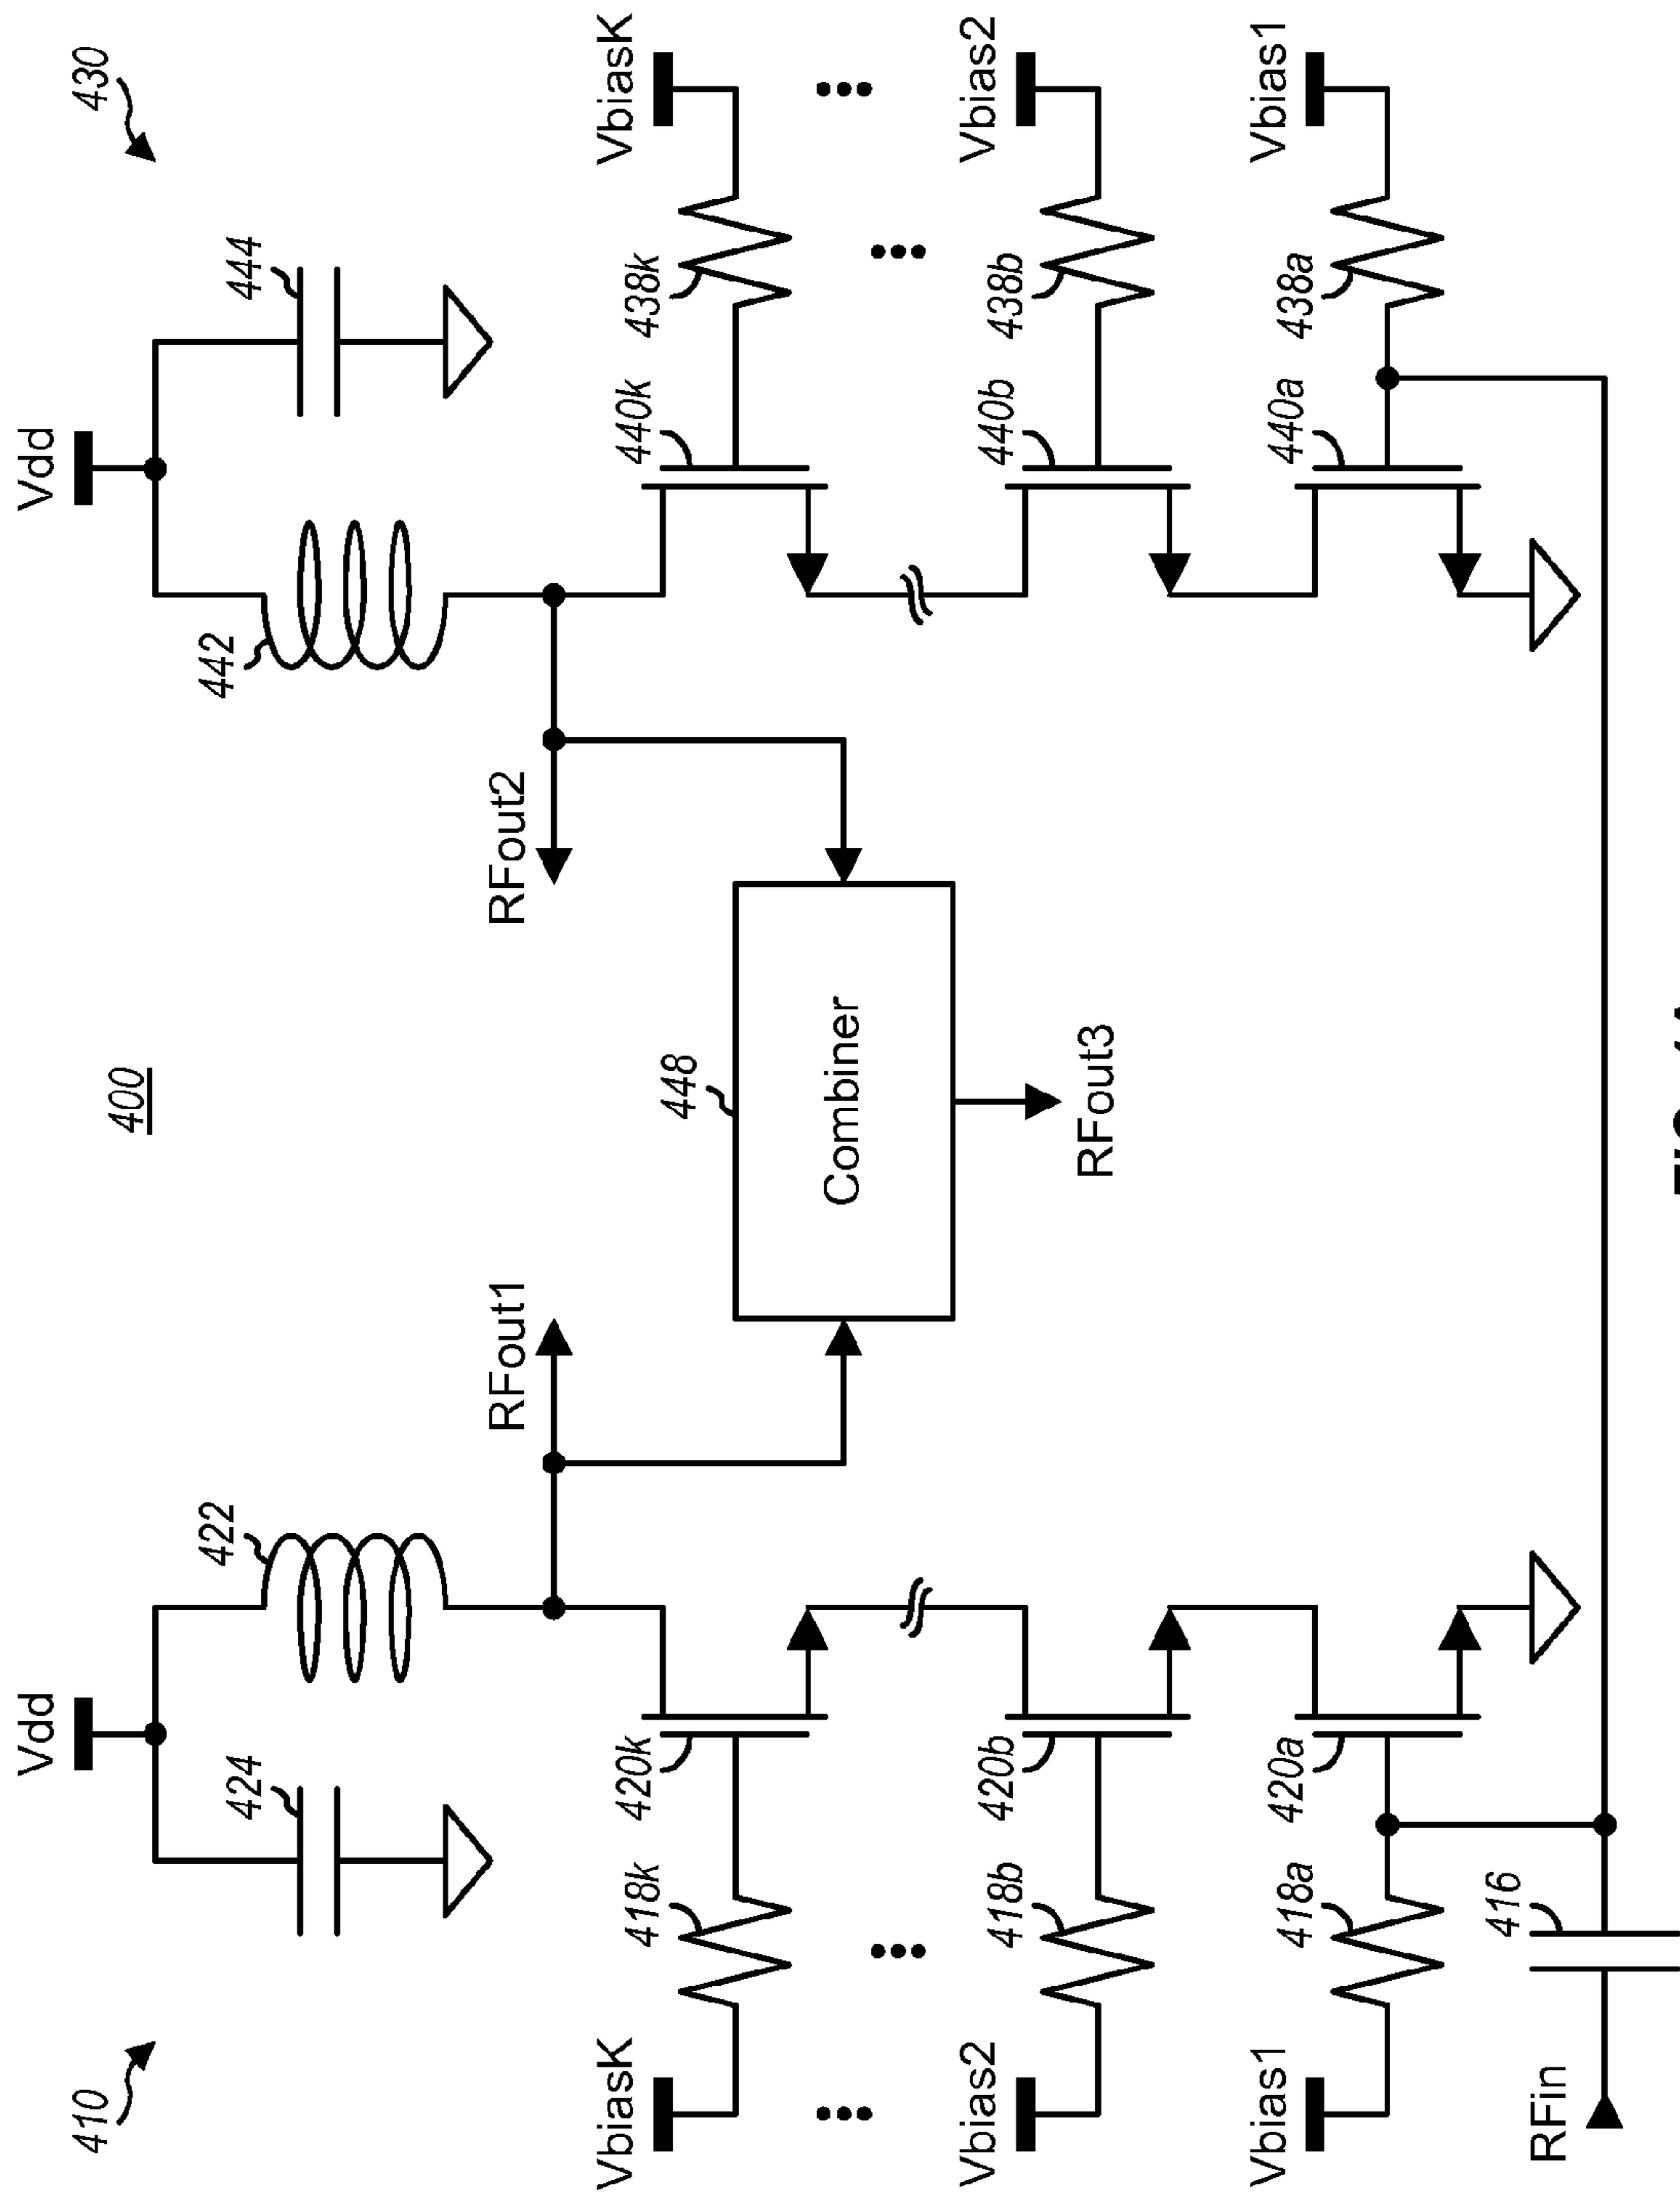 Vdd
Vdd
410
400
430
422
442
424
444
RFout1
RFout2
VbiasK
418k
420k
440k
438k
VbiasK
448
Combiner
Vbias2
418b
420b
440b
438b
Vbias2
RFout3
Vbias1
418a
420a
440a
438a
Vbias1
416
RFin